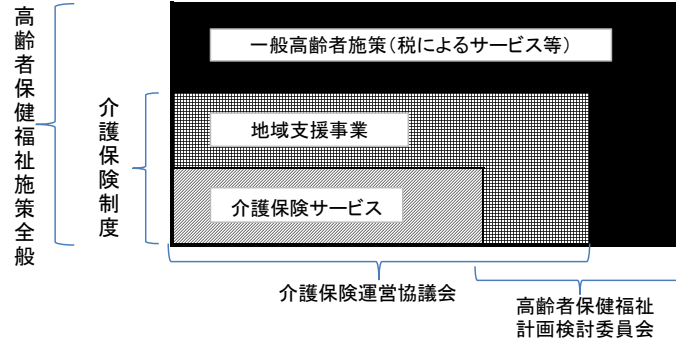 高齢者保健福祉施策全般
介護保険制度
一般高齢者施策（税によるサービス等）
地域支援事業
介護保険サービス
介護保険運営協議会
高齢者保健福祉
計画検討委員会